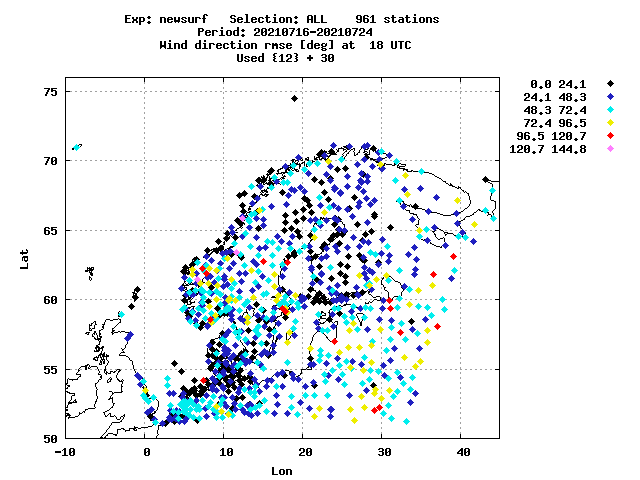 Exp: newsurf   Selection: ALL    961 stations
Period: 20210716-20210724
Wind direction rmse [deg] at  18 UTC
Used {12} + 30
0.0 24.1
24.1 48.3
48.3 72.4
72.4 96.5
96.5 120.7
120.7 144.8
75
70
65
60
55
50
Lat
-10 0 10 20 30 40
Lon